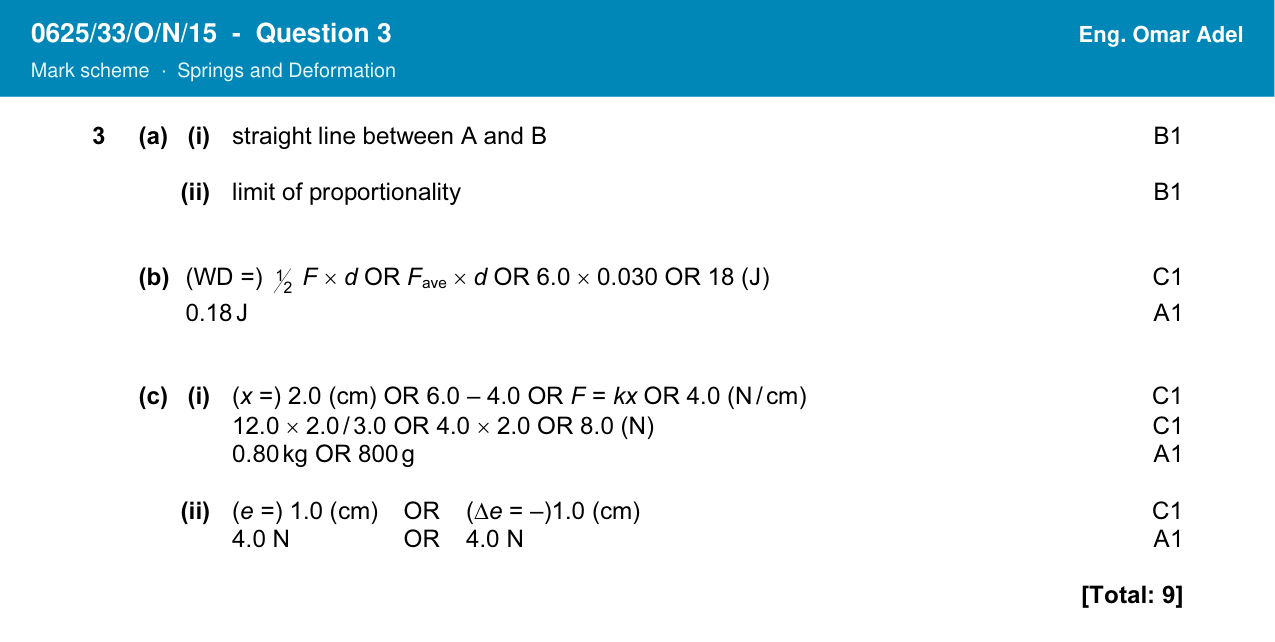 0625/33/O/N/15 - Question 3 Eng. Omar Adel
Mark scheme · Springs and Deformation
3 (a) (i) straight line between A and B B1
(ii) limit of proportionality B1
(b) (WD =) ½ F × d OR Fave × d OR 6.0 × 0.030 OR 18 (J) C1
0.18 J A1
(c) (i) (x =) 2.0 (cm) OR 6.0 – 4.0 OR F = kx OR 4.0 (N/cm) C1
12.0 × 2.0/3.0 OR 4.0 × 2.0 OR 8.0 (N) C1
0.80 kg OR 800 g A1
(ii) (e =) 1.0 (cm) OR (Δe = –)1.0 (cm) C1
4.0 N OR 4.0 N A1
[Total: 9]